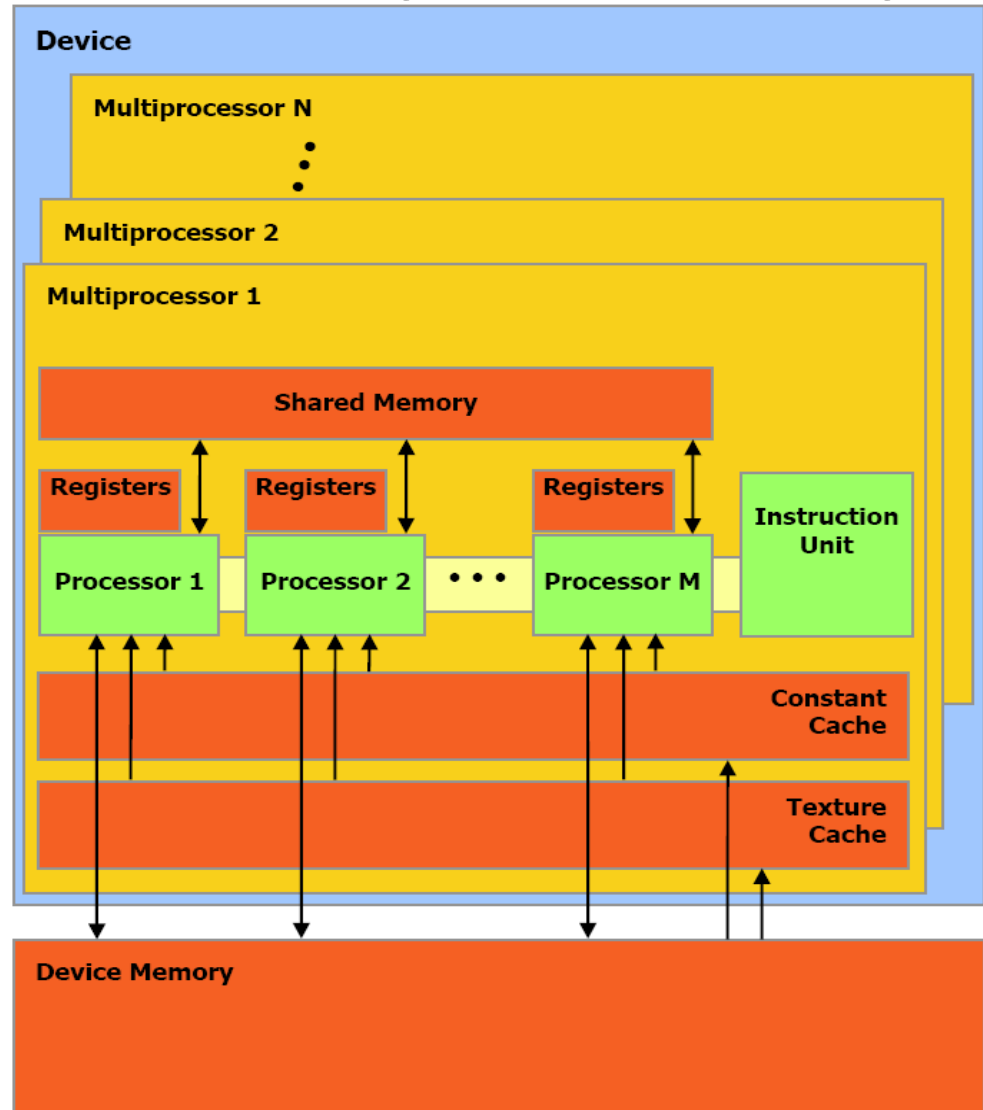 Device
Multiprocessor N
Multiprocessor 2
Multiprocessor 1
Shared Memory
Registers
Registers
Registers
Instruction
Unit
Processor 1
Processor 2
Processor M
Constant
Cache
Texture
Cache
Device Memory